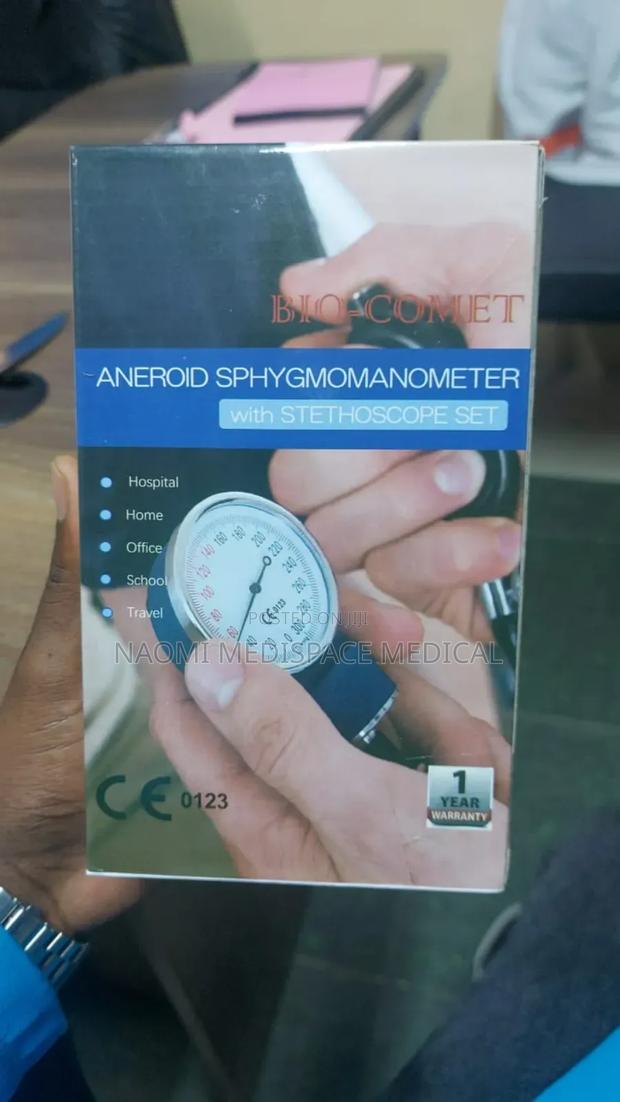 BIO-COMET
ANEROID SPHYGMOMANOMETER
with STETHOSCOPE SET
Hospital
Home
Office
School
Travel
POSTED ON JIJI
NAOMI MEDISPACE MEDICAL
CE 0123
1
YEAR
WARRANTY